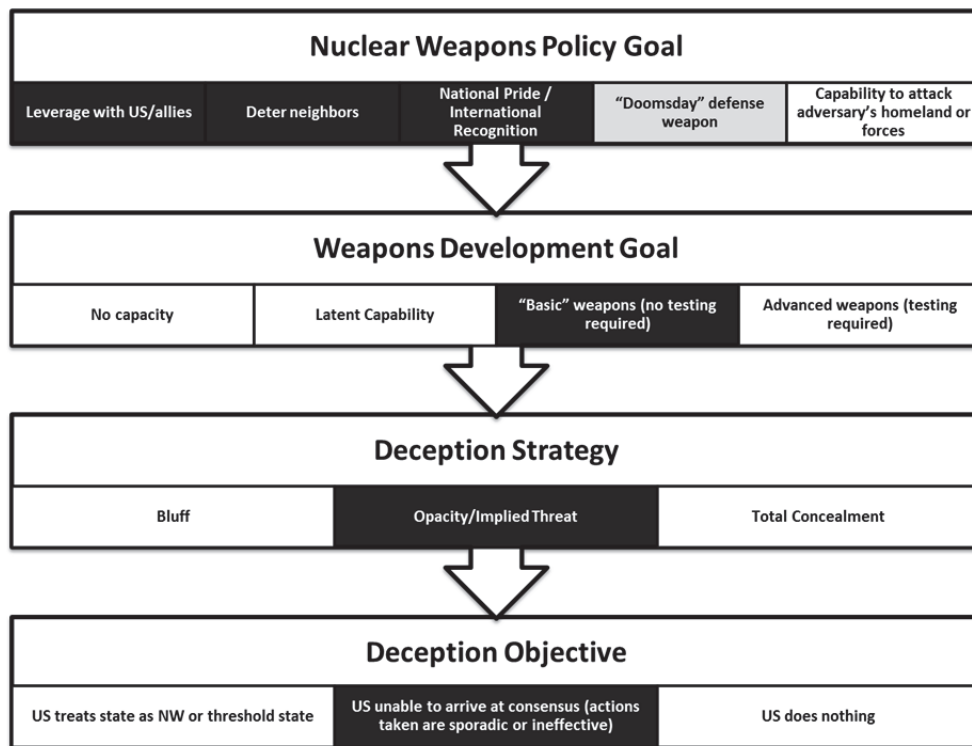 Nuclear Weapons Policy Goal
Leverage with US/allies
Deter neighbors
National Pride /
International
Recognition
“Doomsday” defense
weapon
Capability to attack
adversary’s homeland or
forces
Weapons Development Goal
No capacity
Latent Capability
“Basic” weapons (no testing
required)
Advanced weapons (testing
required)
Deception Strategy
Bluff
Opacity/Implied Threat
Total Concealment
Deception Objective
US treats state as NW or threshold state
US unable to arrive at consensus (actions
taken are sporadic or ineffective)
US does nothing